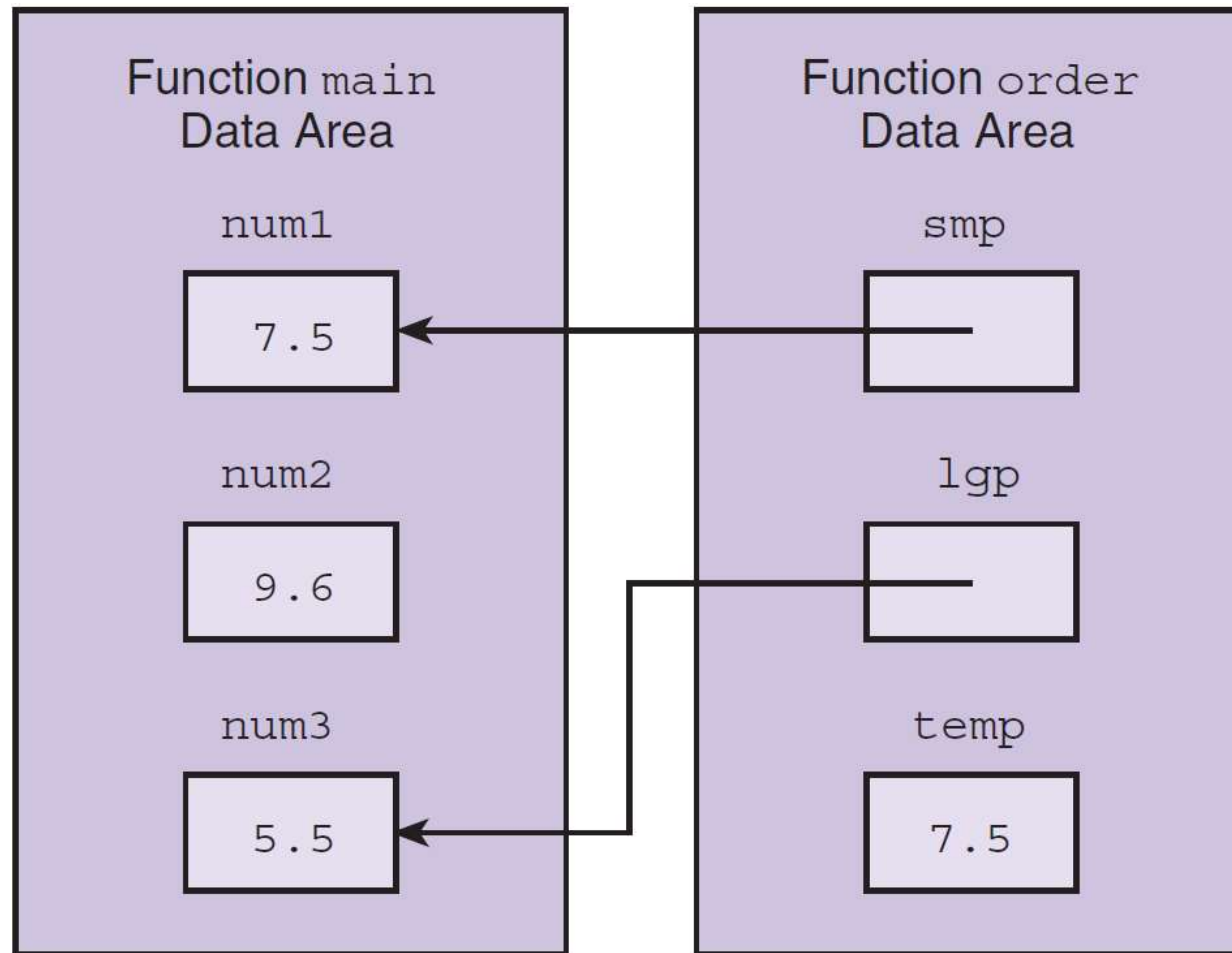 Function main
Data Area
num1
7.5
num2
9.6
num3
5.5
Function order
Data Area
smp
lgp
temp
7.5